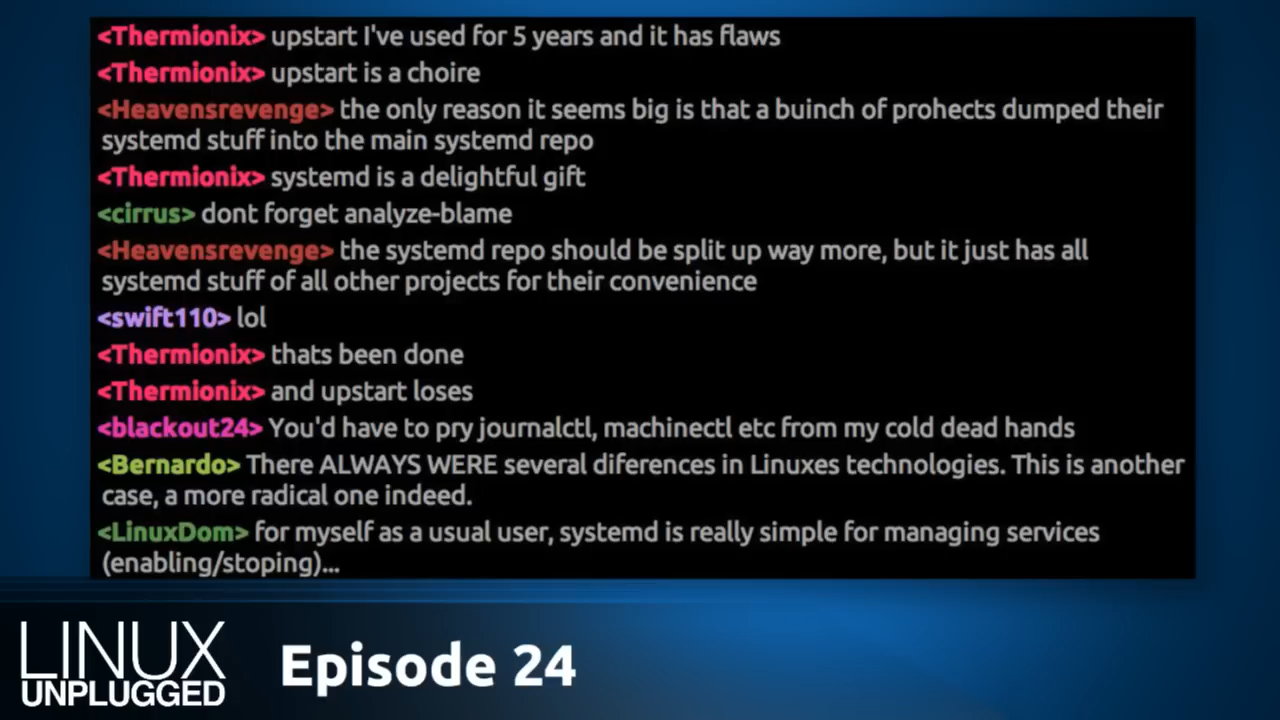 <Thermionix> upstart I've used for 5 years and it has flaws
<Thermionix> upstart is a choire
<Heavensrevenge> the only reason it seems big is that a buinch of prohects dumped their
systemd stuff into the main systemd repo
<Thermionix> systemd is a delightful gift
<cirrus> dont forget analyze-blame
<Heavensrevenge> the systemd repo should be split up way more, but it just has all
systemd stuff of all other projects for their convenience
<swift110> lol
<Thermionix> thats been done
<Thermionix> and upstart loses
<blackout24> You'd have to pry journalctl, machinectl etc from my cold dead hands
<Bernardo> There ALWAYS WERE several diferences in Linuxes technologies. This is another
case, a more radical one indeed.
<LinuxDom> for myself as a usual user, systemd is really simple for managing services
(enabling/stoping)...
LINUX
UNPLUGGED
Episode 24